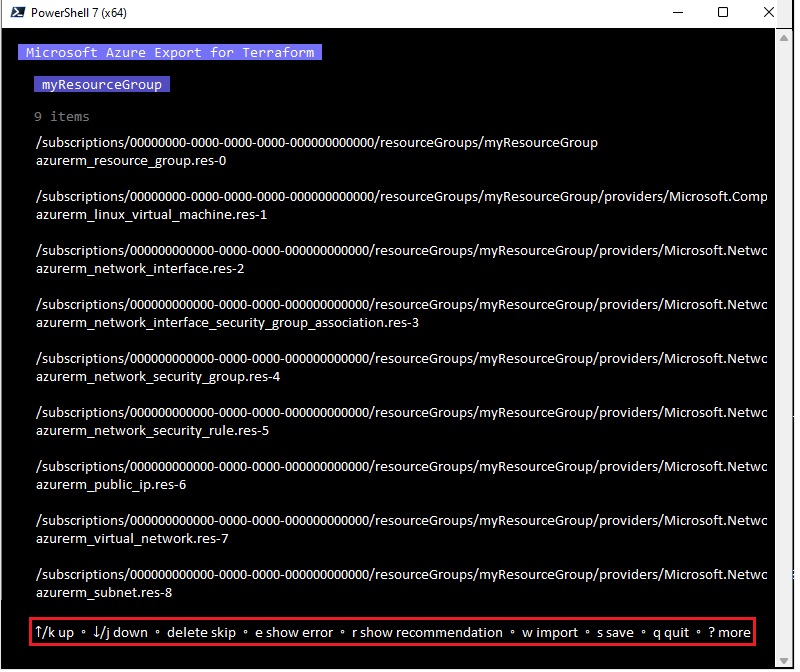 PowerShell 7 (x64)
Microsoft Azure Export for Terraform
myResourceGroup
9 items
/subscriptions/00000000-0000-0000-0000-000000000000/resourceGroups/myResourceGroup
azurerm_resource_group.res-0
/subscriptions/00000000-0000-0000-0000-000000000000/resourceGroups/myResourceGroup/providers/Microsoft.Comp
azurerm_linux_virtual_machine.res-1
/subscriptions/000000000000-0000-0000-000000000000/resourceGroups/myResourceGroup/providers/Microsoft.Netwo
azurerm_network_interface.res-2
/subscriptions/000000000000-0000-0000-000000000000/resourceGroups/myResourceGroup/providers/Microsoft.Netwo
azurerm_network_interface_security_group_association.res-3
/subscriptions/000000000000-0000-0000-000000000000/resourceGroups/myResourceGroup/providers/Microsoft.Netwo
azurerm_network_security_group.res-4
/subscriptions/000000000000-0000-0000-000000000000/resourceGroups/myResourceGroup/providers/Microsoft.Netwo
azurerm_network_security_rule.res-5
/subscriptions/000000000000-0000-0000-000000000000/resourceGroups/myResourceGroup/providers/Microsoft.Netwo
azurerm_public_ip.res-6
/subscriptions/000000000000-0000-0000-000000000000/resourceGroups/myResourceGroup/providers/Microsoft.Netwo
azurerm_virtual_network.res-7
/subscriptions/000000000000-0000-0000-000000000000/resourceGroups/myResourceGroup/providers/Microsoft.Netwo
azurerm_subnet.res-8
↑/k up • ↓/j down • delete skip • e show error • r show recommendation • w import • s save • q quit • ? more